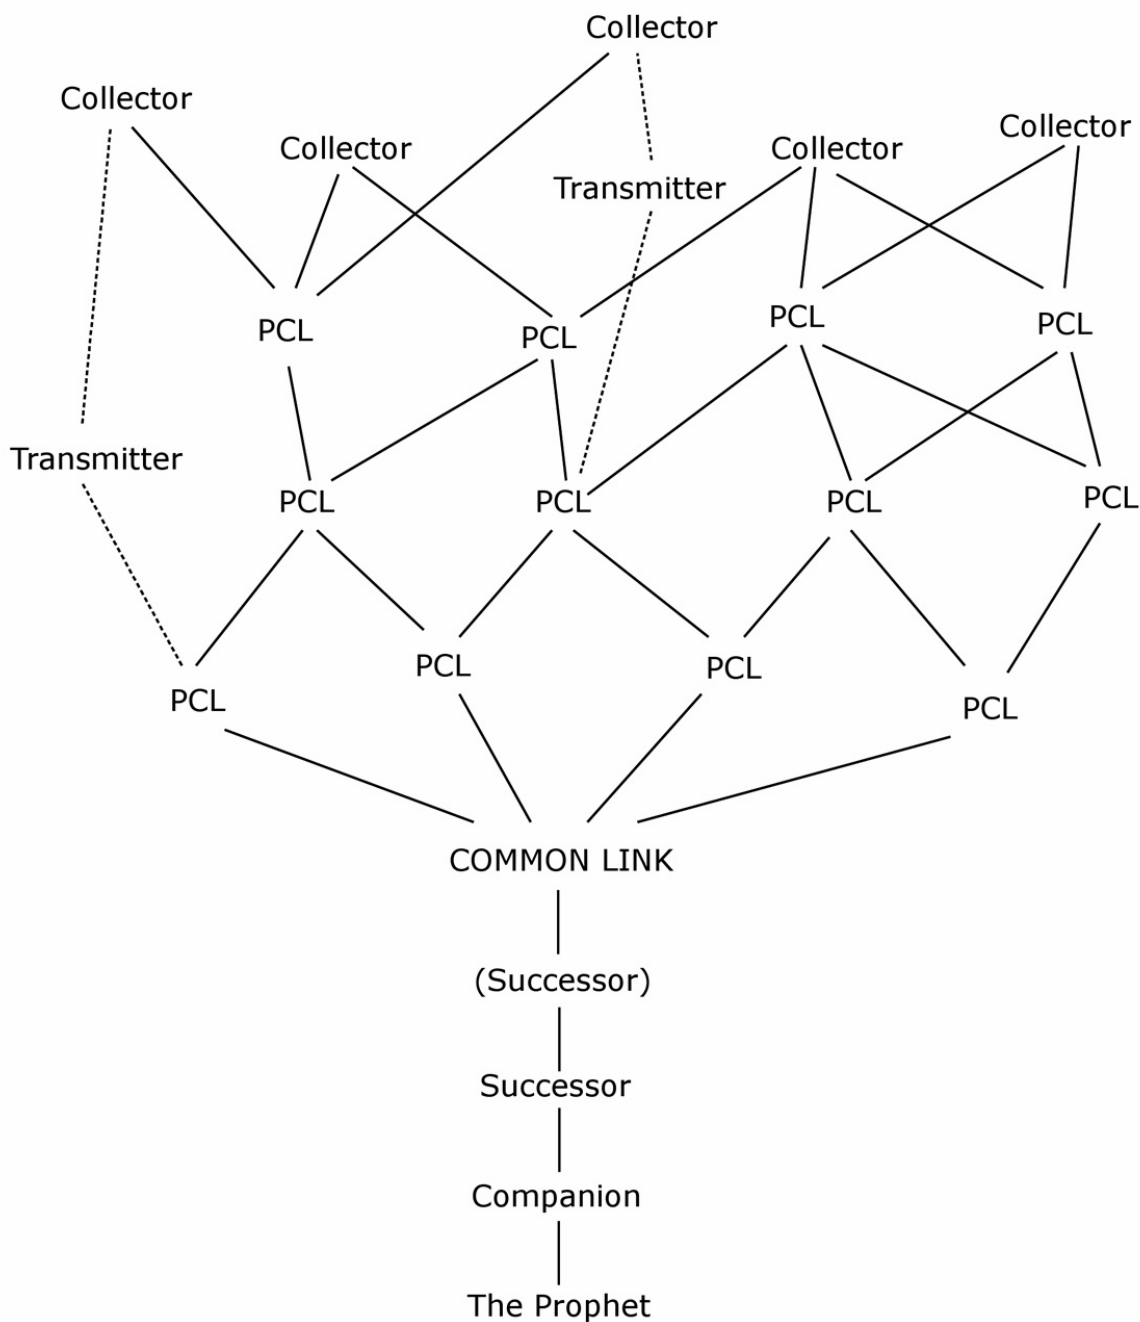 Collector
Collector
Collector
Collector
Collector
Transmitter
PCL
PCL
PCL
PCL
Transmitter
PCL
PCL
PCL
PCL
PCL
PCL
PCL
PCL
COMMON LINK
(Successor)
Successor
Companion
The Prophet